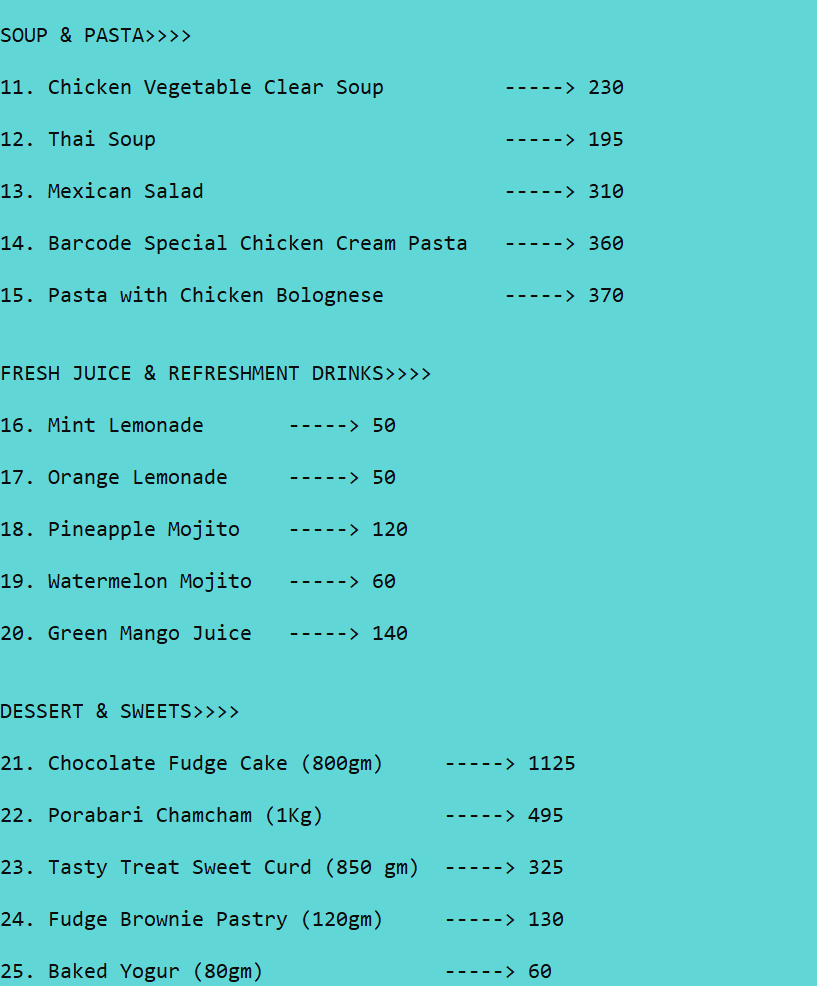 SOUP & PASTA>>>>
11. Chicken Vegetable Clear Soup -----> 230
12. Thai Soup -----> 195
13. Mexican Salad -----> 310
14. Barcode Special Chicken Cream Pasta -----> 360
15. Pasta with Chicken Bolognese -----> 370
FRESH JUICE & REFRESHMENT DRINKS>>>>
16. Mint Lemonade -----> 50
17. Orange Lemonade -----> 50
18. Pineapple Mojito -----> 120
19. Watermelon Mojito -----> 60
20. Green Mango Juice -----> 140
DESSERT & SWEETS>>>>
21. Chocolate Fudge Cake (800gm) -----> 1125
22. Porabari Chamcham (1Kg) -----> 495
23. Tasty Treat Sweet Curd (850 gm) -----> 325
24. Fudge Brownie Pastry (120gm) -----> 130
25. Baked Yogur (80gm) -----> 60